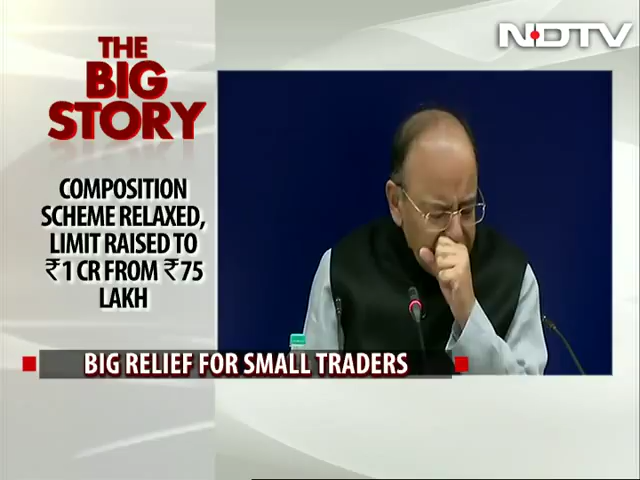 THE
BIG
STORY
NDTV
COMPOSITION
SCHEME RELAXED,
LIMIT RAISED TO
₹1 CR FROM ₹75
LAKH
BIG RELIEF FOR SMALL TRADERS